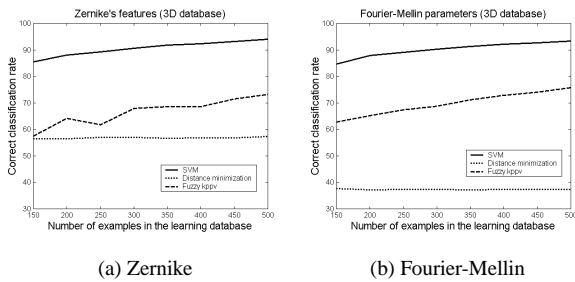 Zernike's features (3D database)
Correct classification rate
100
90
80
70
60
50
40
30
SVM
Distance minimization
Fuzzy kppv
150 200 250 300 350 400 450 500
Number of examples in the learning database
(a) Zernike
Fourier-Mellin parameters (3D database)
Correct classification rate
100
90
80
70
60
50
40
30
SVM
Distance minimization
Fuzzy kppv
150 200 250 300 350 400 450 500
Number of examples in the learning database
(b) Fourier-Mellin